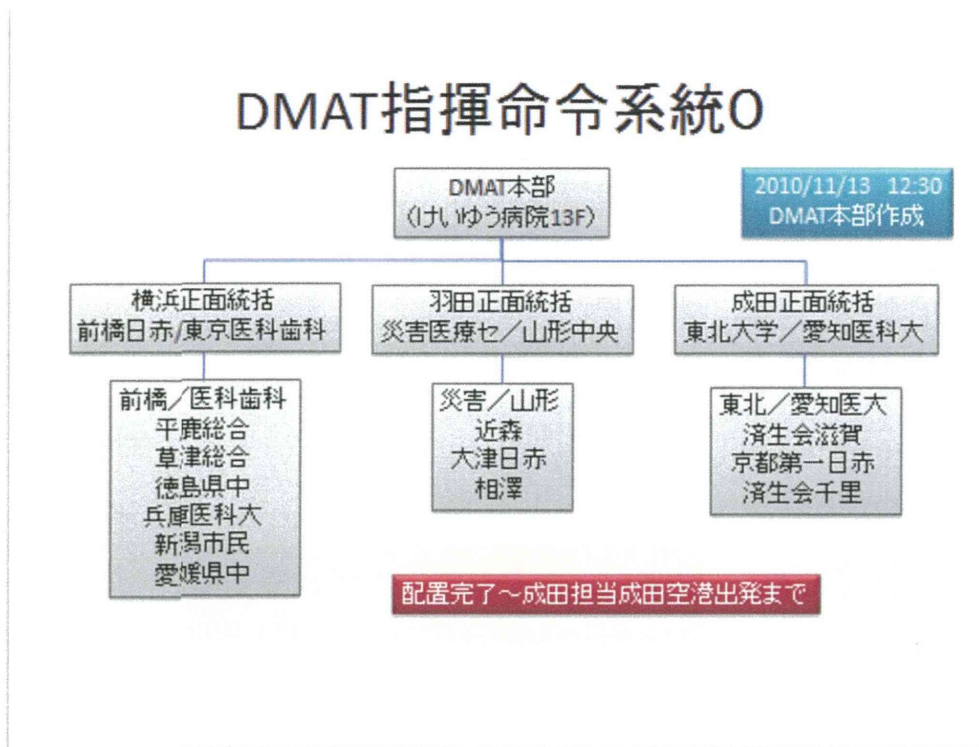 DMAT指揮命令系統0
DMAT本部
(けいゆう病院13F)
2010/11/13 12:30
DMAT本部作成
横浜正面統括
前橋日赤/東京医科歯科
羽田正面統括
災害医療セ／山形中央
成田正面統括
東北大学／愛知医科大
前橋／医科歯科
平鹿総合
草津総合
徳島県中
兵庫医科大
新潟市民
愛媛県中
災害／山形
近森
大津日赤
相澤
東北／愛知医大
済生会滋賀
京都第一日赤
済生会千里
配置完了～成田担当成田空港出発まで